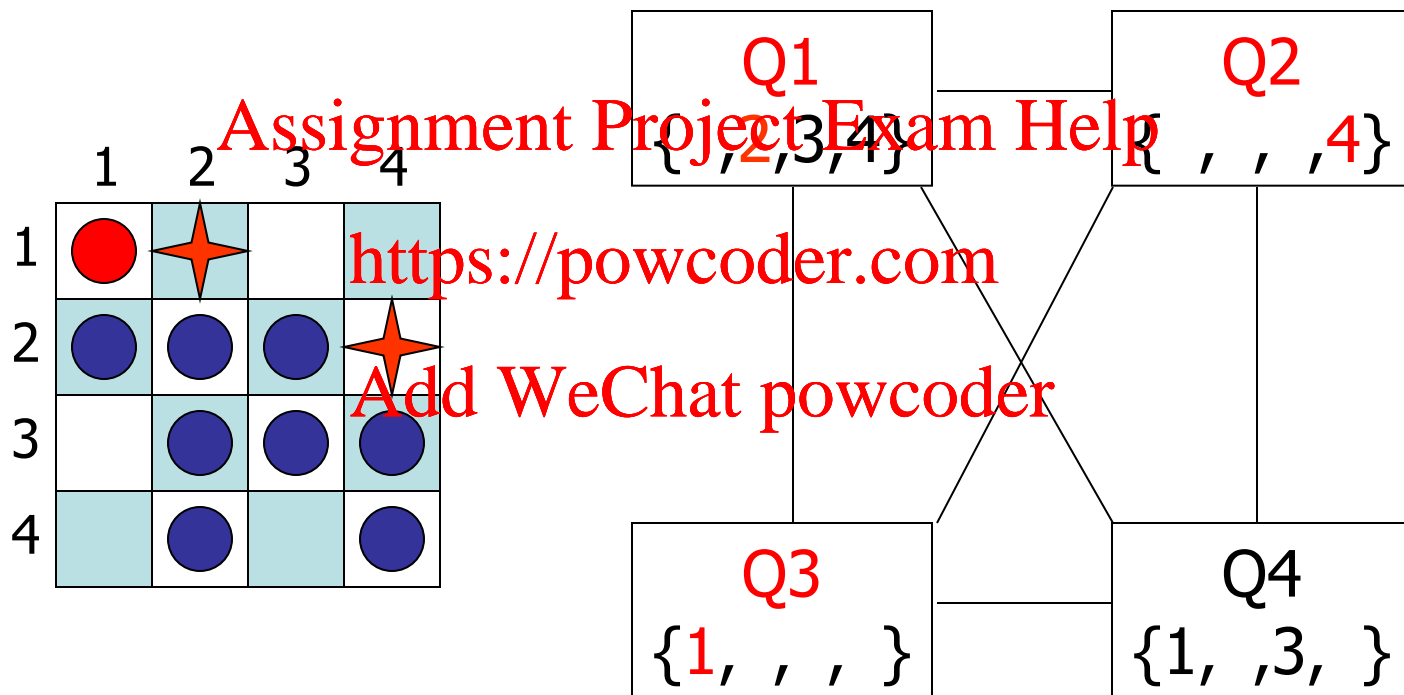 Q1 Q2
Assignment Project Exam Help
{ ,2,3,4} { , , ,4}
1 2 3 4
1
https://powcoder.com
2
Add WeChat powcoder
3
4
Q3 Q4
{1, , , } {1, ,3, }